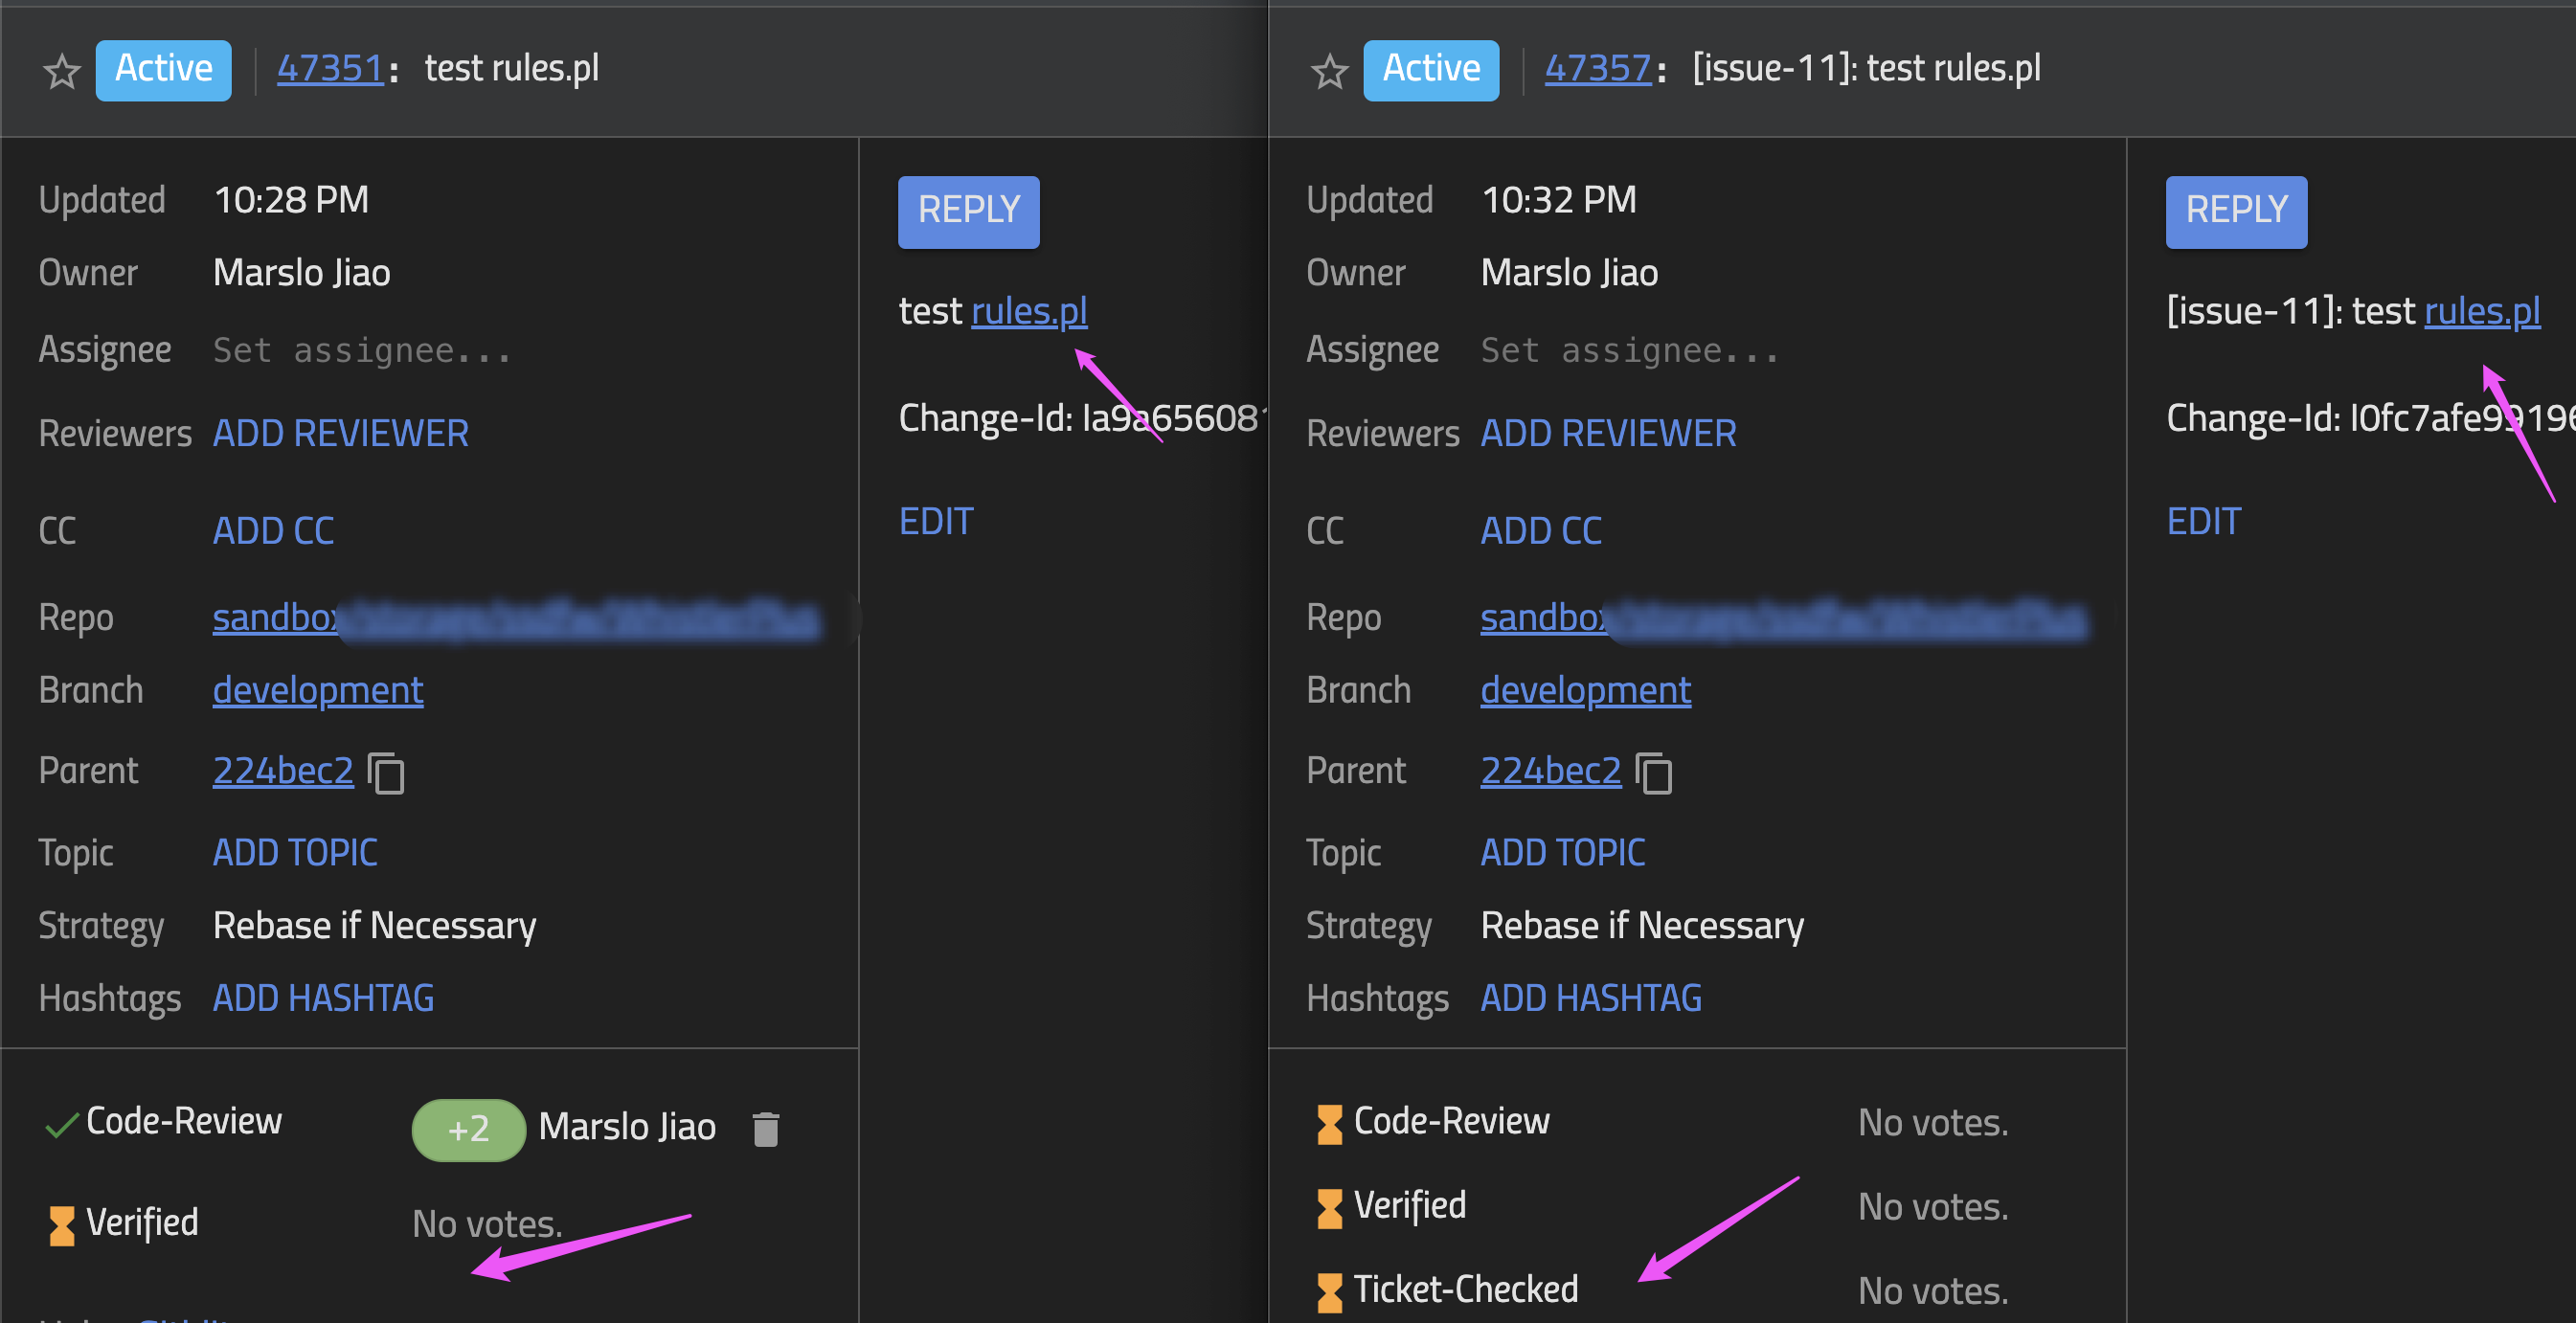 Active 47351: test rules.pl
Updated 10:28 PM
Owner Marslo Jiao
Assignee Set assignee...
Reviewers ADD REVIEWER
CC ADD CC
Repo sandbox
Branch development
Parent 224bec2
Topic ADD TOPIC
Strategy Rebase if Necessary
Hashtags ADD HASHTAG
Code-Review +2 Marslo Jiao
Verified No votes.
REPLY
test rules.pl
Change-Id: Ia9a656081
EDIT
Active 47357: [issue-11]: test rules.pl
Updated 10:32 PM
Owner Marslo Jiao
Assignee Set assignee...
Reviewers ADD REVIEWER
CC ADD CC
Repo sandbox
Branch development
Parent 224bec2
Topic ADD TOPIC
Strategy Rebase if Necessary
Hashtags ADD HASHTAG
Code-Review No votes.
Verified No votes.
Ticket-Checked No votes.
REPLY
[issue-11]: test rules.pl
Change-Id: I0fc7afe99196
EDIT